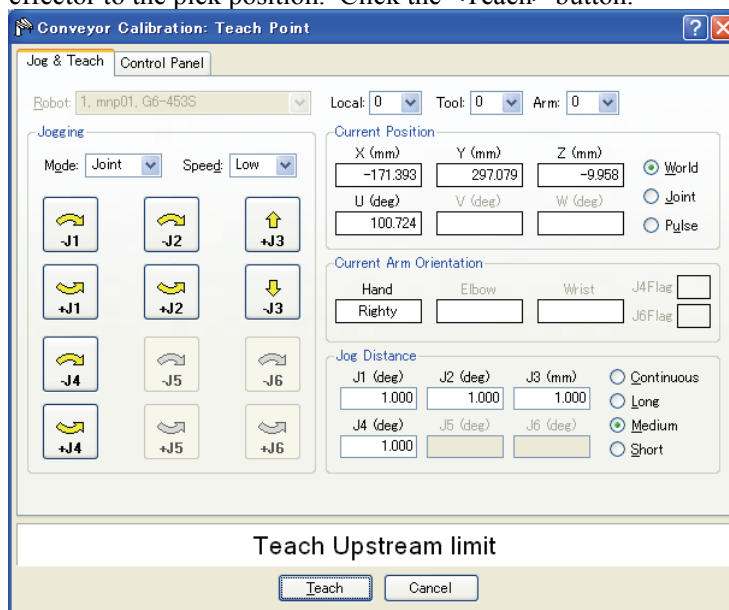 effector to the pick position. Click the <Teach> button.
Conveyor Calibration: Teach Point
Jog & Teach Control Panel
Robot: 1, mnp01, G6-453S Local: 0 Tool: 0 Arm: 0
Jogging
Mode: Joint Speed: Low
-J1 -J2 +J3
+J1 +J2 -J3
-J4 -J5 -J6
+J4 +J5 +J6
Current Position
X (mm) Y (mm) Z (mm)
-171.393 297.079 -9.958
U (deg) V (deg) W (deg)
100.724
World
Joint
Pulse
Current Arm Orientation
Hand Elbow Wrist J4Flag
Righty J6Flag
Jog Distance
J1 (deg) J2 (deg) J3 (mm)
1.000 1.000 1.000
J4 (deg) J5 (deg) J6 (deg)
1.000
Continuous
Long
Medium
Short
Teach Upstream limit
Teach Cancel